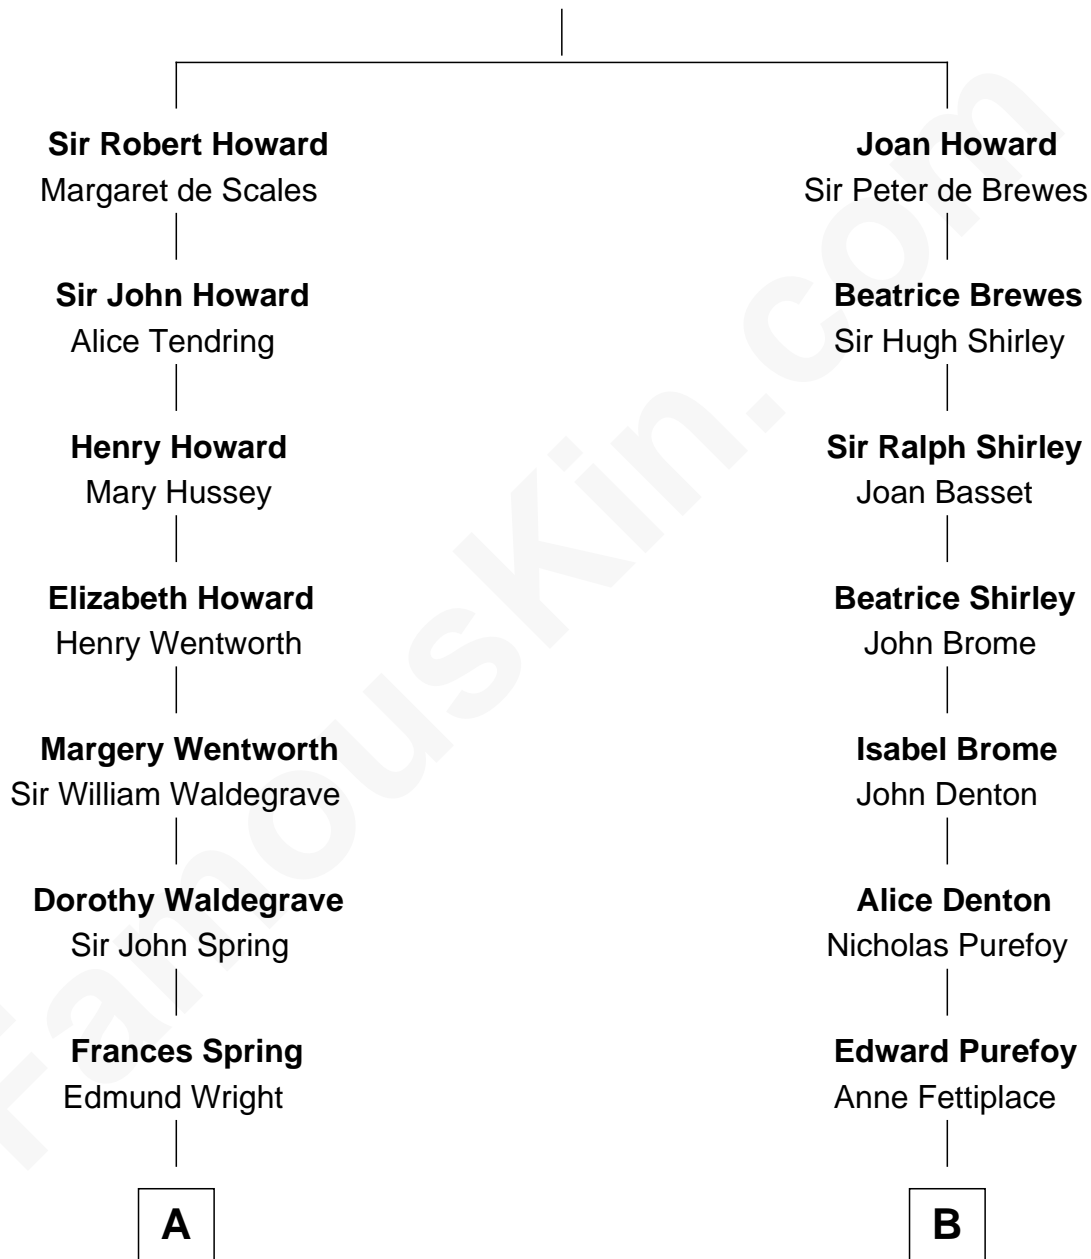 Sir Robert Howard
Margaret de Scales
Sir John Howard
Alice Tendring
Henry Howard
Mary Hussey
Elizabeth Howard
Henry Wentworth
Margery Wentworth
Sir William Waldegrave
Dorothy Waldegrave
Sir John Spring
Frances Spring
Edmund Wright
A
Joan Howard
Sir Peter de Brewes
Beatrice Brewes
Sir Hugh Shirley
Sir Ralph Shirley
Joan Basset
Beatrice Shirley
John Brome
Isabel Brome
John Denton
Alice Denton
Nicholas Purefoy
Edward Purefoy
Anne Fettiplace
B
FamousKin.com